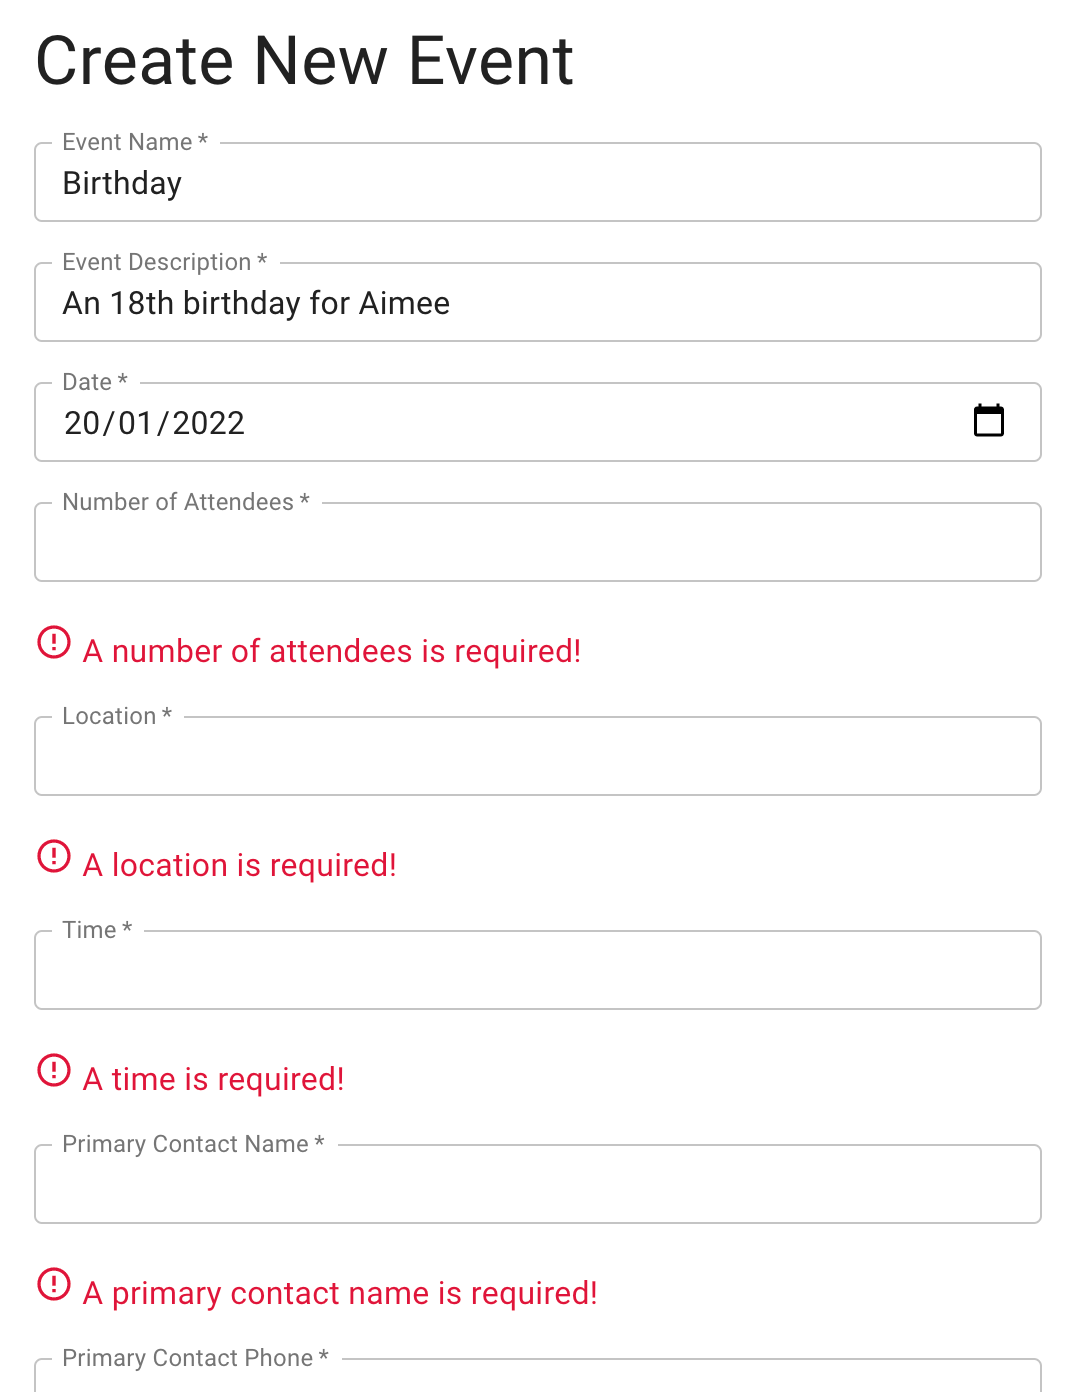 Create New Event
Event Name *
Birthday
Event Description *
An 18th birthday for Aimee
Date *
20/01/2022
Number of Attendees *
A number of attendees is required!
Location *
A location is required!
Time *
A time is required!
Primary Contact Name *
A primary contact name is required!
Primary Contact Phone *